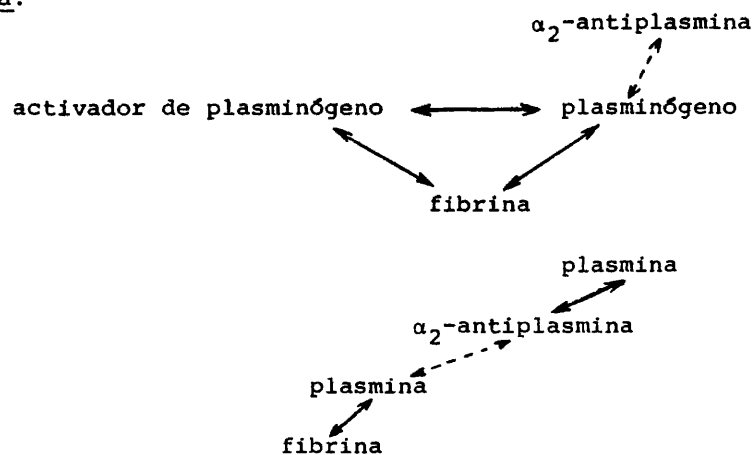 α2-antiplasmina
activador de plasminógeno plasminógeno
fibrina
plasmina
α2-antiplasmina
plasmina
fibrina